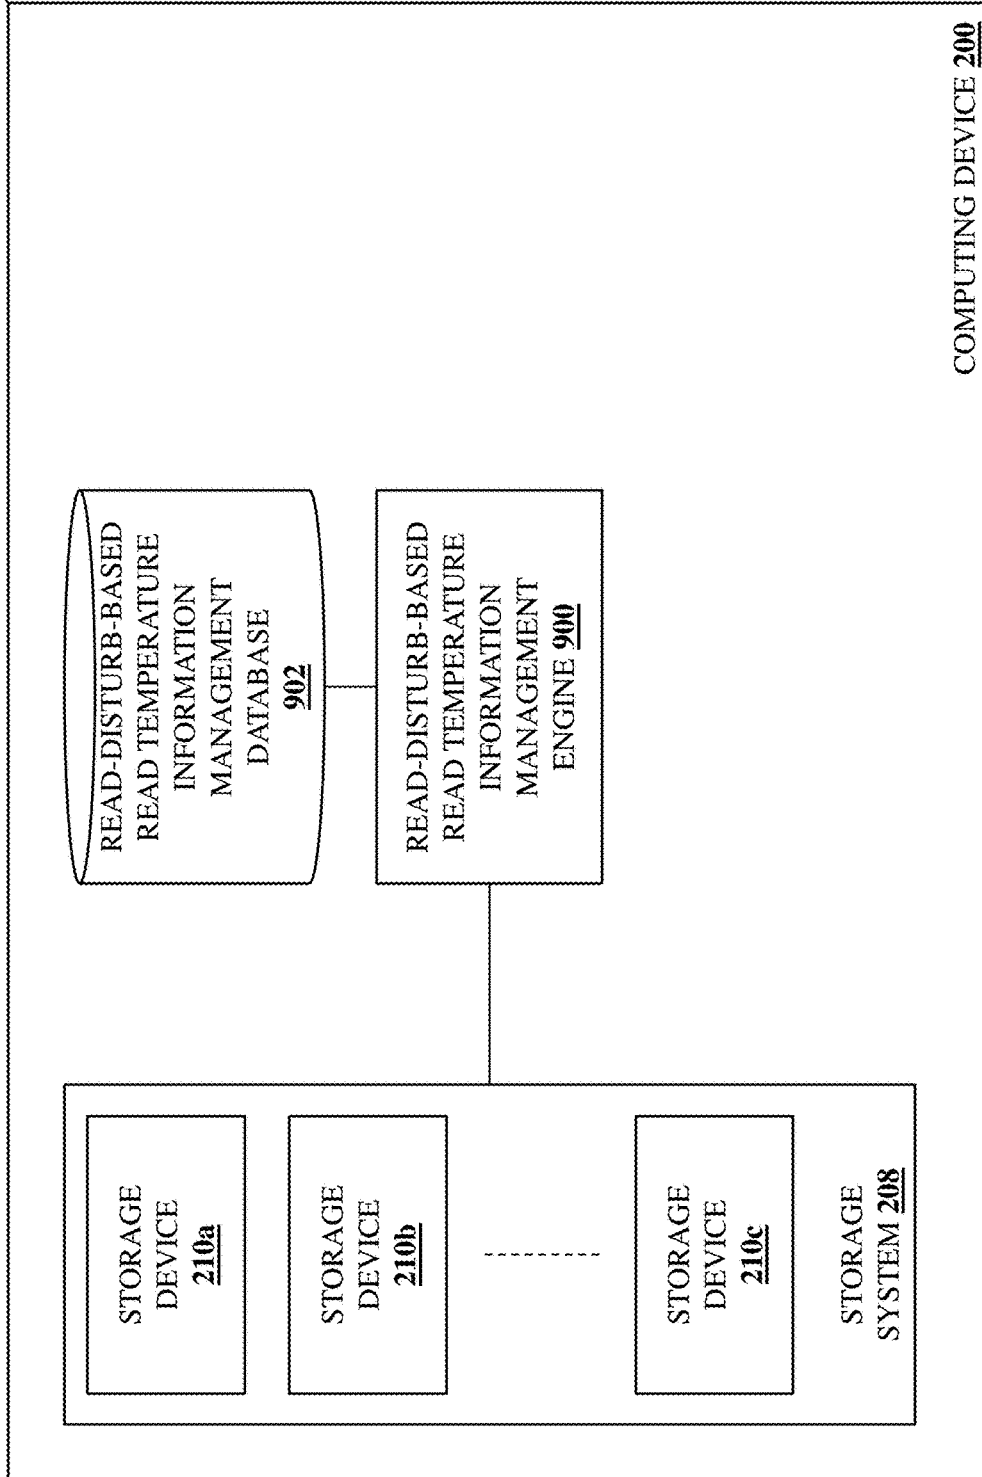 READ-DISTURB-BASED
READ TEMPERATURE
INFORMATION
MANAGEMENT
DATABASE
902
READ-DISTURB-BASED
READ TEMPERATURE
INFORMATION
MANAGEMENT
ENGINE 900
STORAGE
DEVICE
210a
STORAGE
DEVICE
210b
STORAGE
DEVICE
210c
STORAGE
SYSTEM 208
COMPUTING DEVICE 200